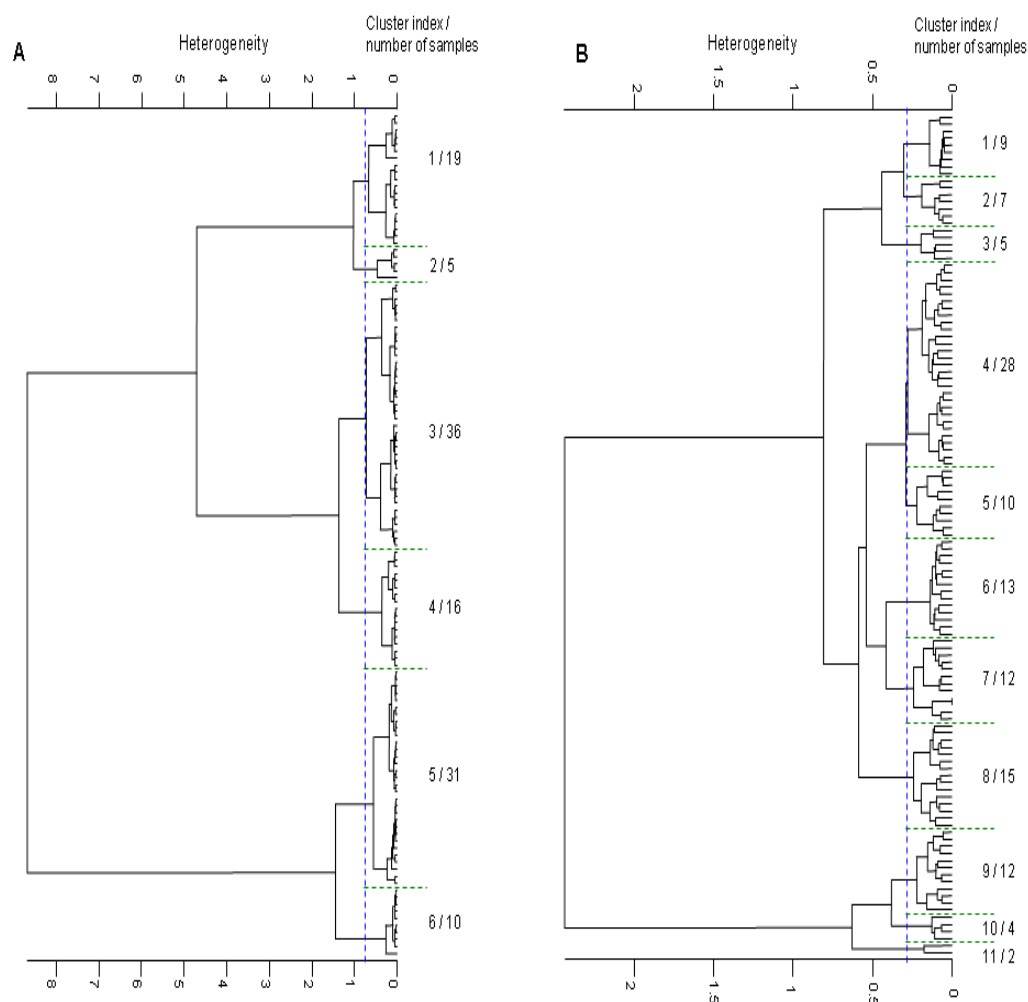 A
Heterogeneity
Cluster index /
number of samples
8 7 6 5 4 3 2 1 0
1 / 19
2 / 5
3 / 36
4 / 16
5 / 31
6 / 10
8 7 6 5 4 3 2 1 0
B
Heterogeneity
Cluster index /
number of samples
2 1.5 1 0.5 0
1 / 9
2 / 7
3 / 5
4 / 28
5 / 10
6 / 13
7 / 12
8 / 15
9 / 12
10 / 4
11 / 2
2 1.5 1 0.5 0